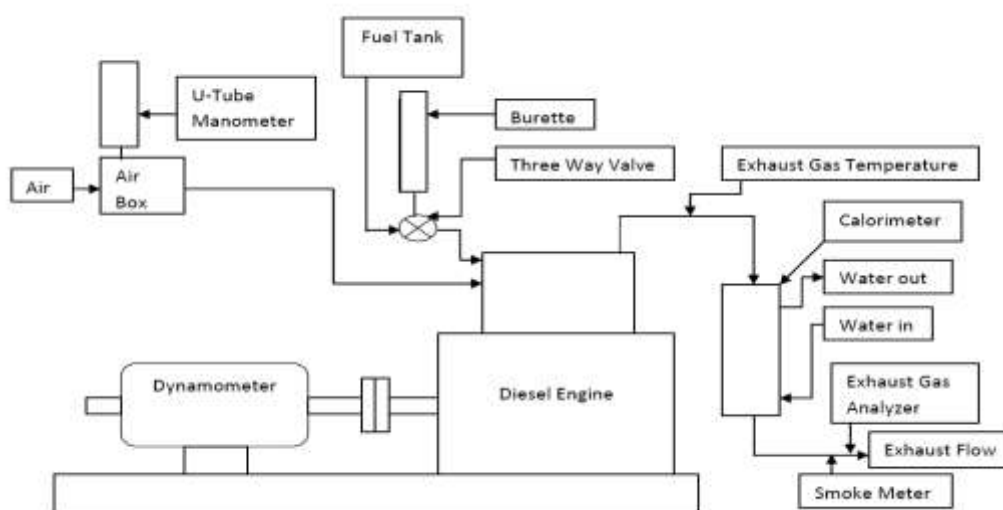 Fuel Tank
U-Tube
Manometer
Burette
Three Way Valve
Exhaust Gas Temperature
Air
Air
Box
Calorimeter
Water out
Water in
Dynamometer
Diesel Engine
Exhaust Gas
Analyzer
Exhaust Flow
Smoke Meter